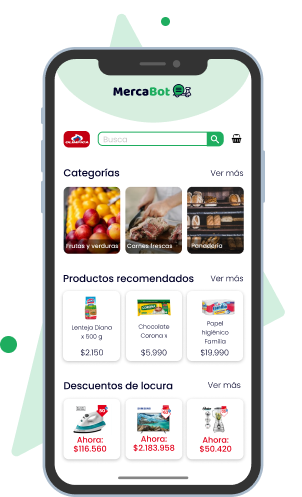 MercaBot
OLIMPICA
Busca
Categorías Ver más
Frutas y verduras Carnes frescas Panadería
Productos recomendados Ver más
Lenteja Diana
x 500 g
$2.150
Chocolate
Corona x
$5.990
Papel
higiénico
Familia
$19.990
Descuentos de locura Ver más
Ahora:
$116.560
Ahora:
$2.183.958
Ahora:
$50.420